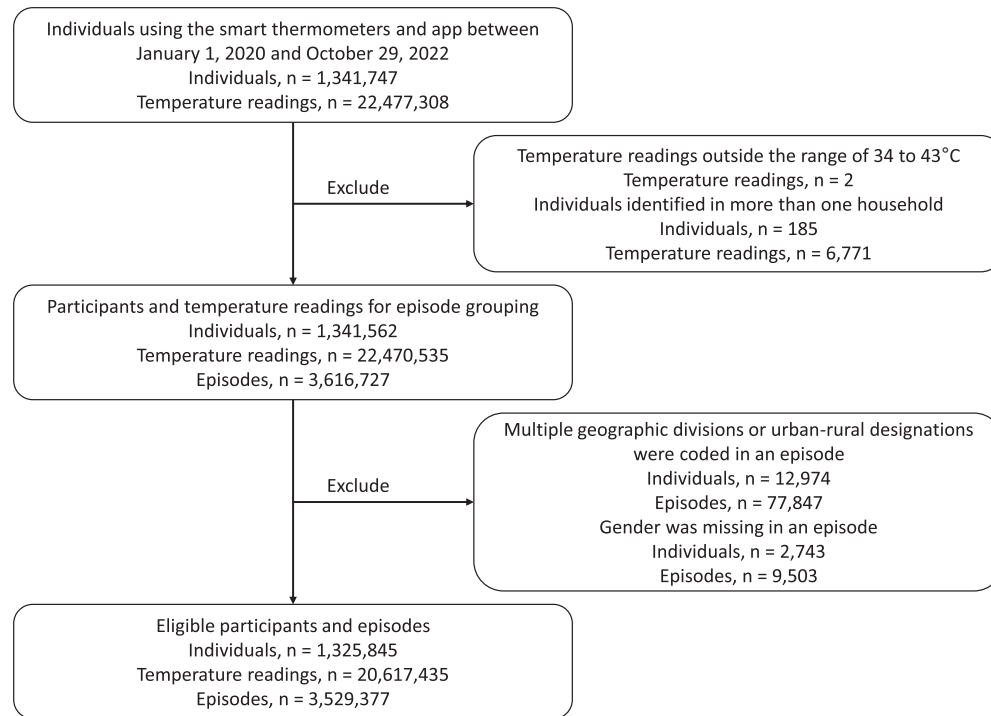 Individuals using the smart thermometers and app between
January 1, 2020 and October 29, 2022
Individuals, n = 1,341,747
Temperature readings, n = 22,477,308
Exclude
Temperature readings outside the range of 34 to 43°C
Temperature readings, n = 2
Individuals identified in more than one household
Individuals, n = 185
Temperature readings, n = 6,771
Participants and temperature readings for episode grouping
Individuals, n = 1,341,562
Temperature readings, n = 22,470,535
Episodes, n = 3,616,727
Exclude
Multiple geographic divisions or urban-rural designations
were coded in an episode
Individuals, n = 12,974
Episodes, n = 77,847
Gender was missing in an episode
Individuals, n = 2,743
Episodes, n = 9,503
Eligible participants and episodes
Individuals, n = 1,325,845
Temperature readings, n = 20,617,435
Episodes, n = 3,529,377